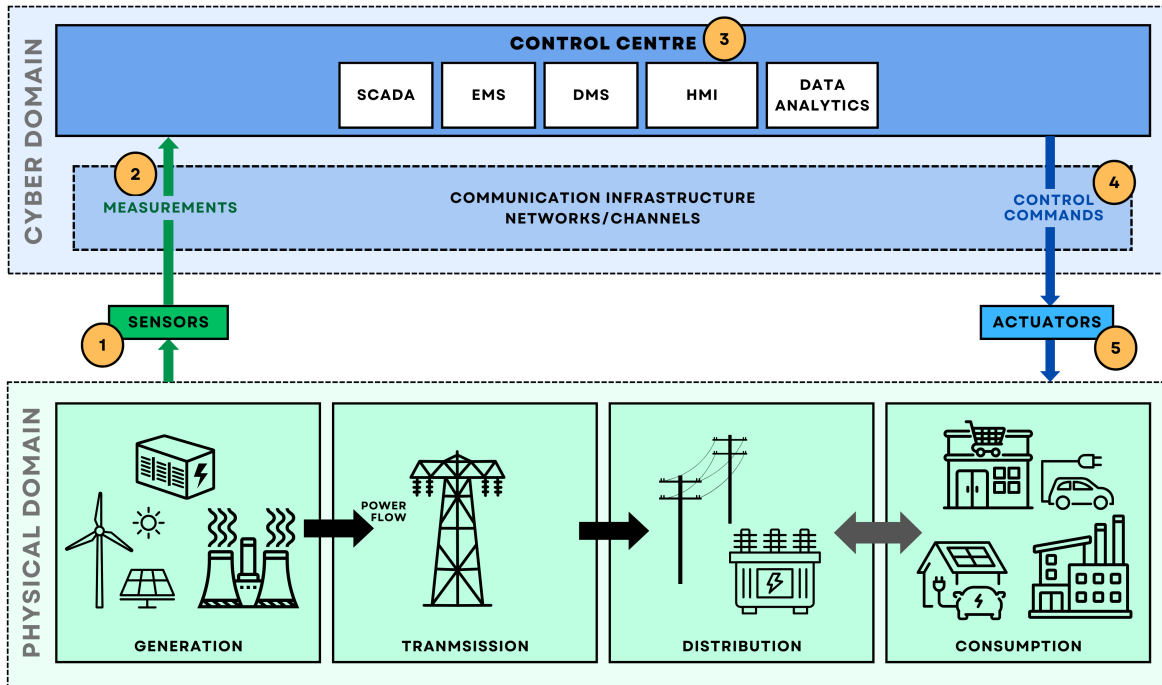 CYBER DOMAIN
CONTROL CENTRE
3
SCADA
EMS
DMS
HMI
DATA
ANALYTICS
2
MEASUREMENTS
COMMUNICATION INFRASTRUCTURE
NETWORKS/CHANNELS
4
CONTROL
COMMANDS
SENSORS
1
ACTUATORS
5
PHYSICAL DOMAIN
POWER
FLOW
GENERATION
TRANMSISSION
DISTRIBUTION
CONSUMPTION